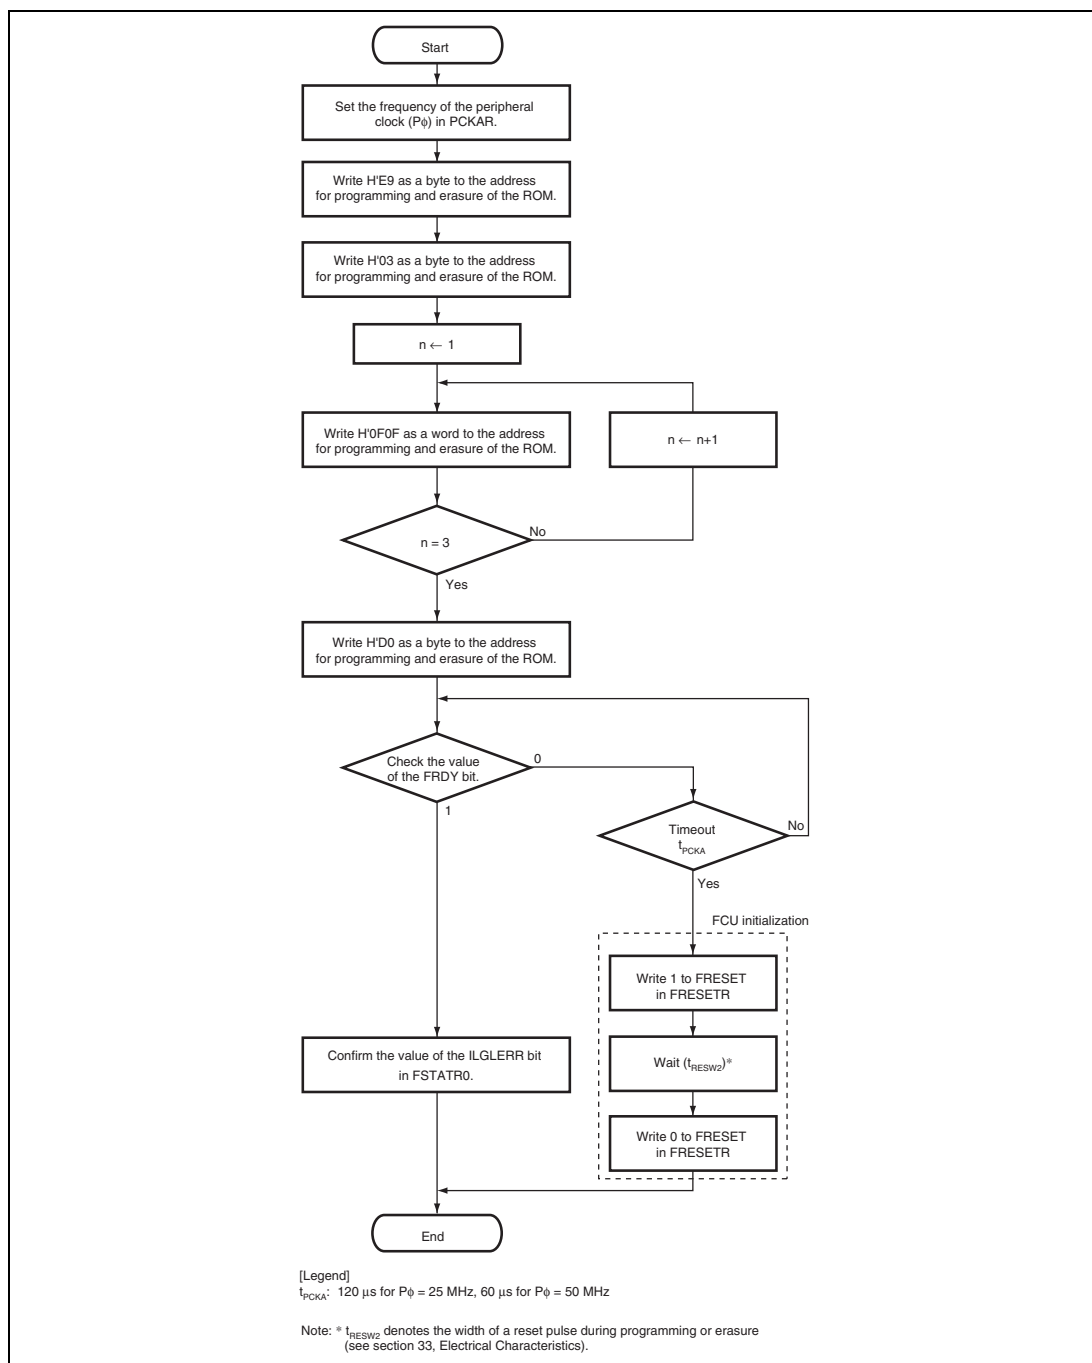 Start
Set the frequency of the peripheral
clock (Pϕ) in PCKAR.
Write H'E9 as a byte to the address
for programming and erasure of the ROM.
Write H'03 as a byte to the address
for programming and erasure of the ROM.
n ← 1
Write H'0F0F as a word to the address
for programming and erasure of the ROM.
n ← n+1
n = 3
No
Yes
Write H'D0 as a byte to the address
for programming and erasure of the ROM.
Check the value
of the FRDY bit.
0
1
Timeout
tPCKA
No
Yes
FCU initialization
Write 1 to FRESET
in FRESETR
Wait (tRESW2)*
Write 0 to FRESET
in FRESETR
Confirm the value of the ILGLERR bit
in FSTATR0.
End
[Legend]
tPCKA: 120 μs for Pϕ = 25 MHz, 60 μs for Pϕ = 50 MHz
Note: * tRESW2 denotes the width of a reset pulse during programming or erasure
(see section 33, Electrical Characteristics).